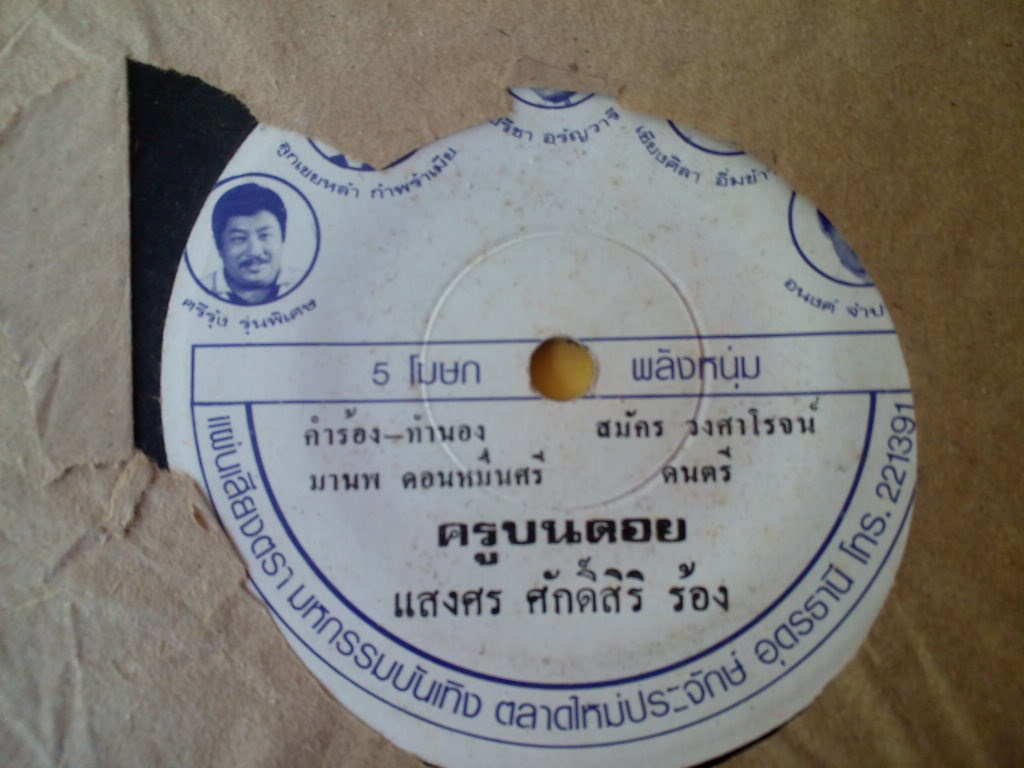 ลูกเขยหล้า กำพร้าเมีย
ปรีชา อรัญวารี
เชียงศิลา อิ่มยำ
ศรีรุ้ง รุ่นพิเศษ
อนงค์ จำป
5 โฆษก พลังหนุ่ม
คำร้อง-ทำนอง สมัคร วงศาโรจน์
มานพ ดอนหมื่นศรี ดนตรี
ครูบนดอย
แสงศร ศักดิ์สิริ ร้อง
แผ่นเสียงตรา มหกรรมบันเทิง ตลาดใหม่ประจักษ์ อุดรธานี โทร. 221391